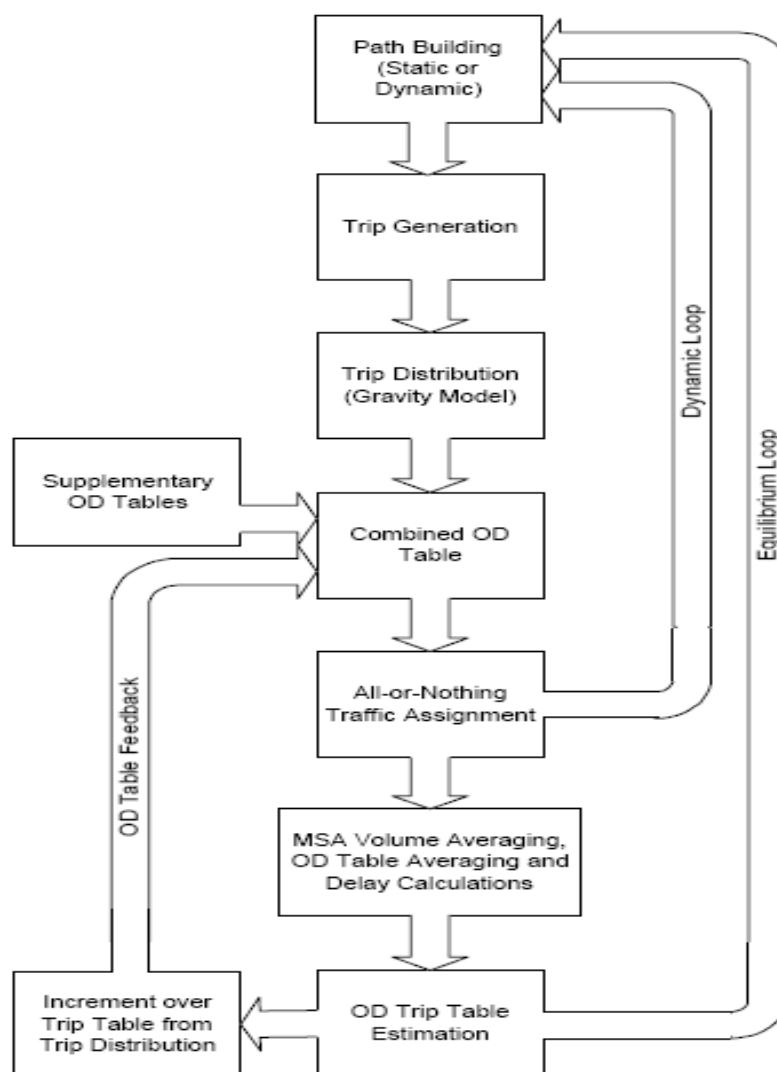 Path Building
(Static or
Dynamic)
Trip Generation
Trip Distribution
(Gravity Model)
Supplementary
OD Tables
Combined OD
Table
All-or-Nothing
Traffic Assignment
MSA Volume Averaging,
OD Table Averaging and
Delay Calculations
OD Trip Table
Estimation
Increment over
Trip Table from
Trip Distribution
OD Table Feedback
Dynamic Loop
Equilibrium Loop